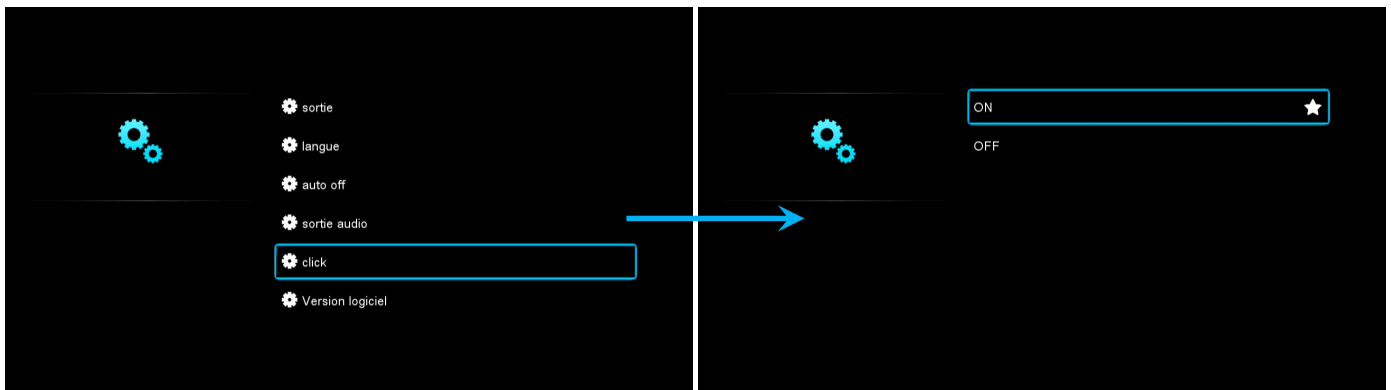 sortie
langue
auto off
sortie audio
click
Version logiciel
ON
OFF